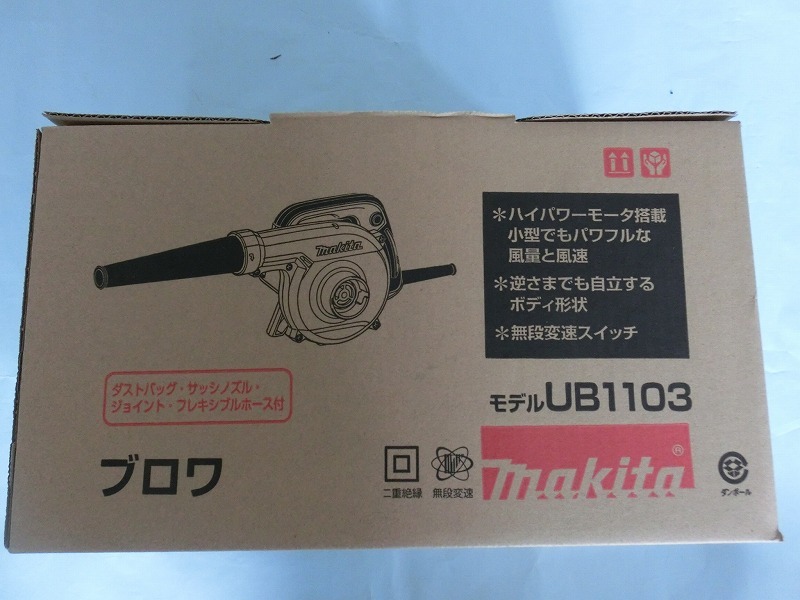 makita
*ハイパワーモータ搭載
小型でもパワフルな
風量と風速
*逆さまでも自立する
ボディ形状
*無段変速スイッチ
ダストバッグ・サッシノズル・
ジョイント・フレキシブルホース付
モデルUB1103
ブロワ
二重絶縁
無段変速
makita®
ダンボール